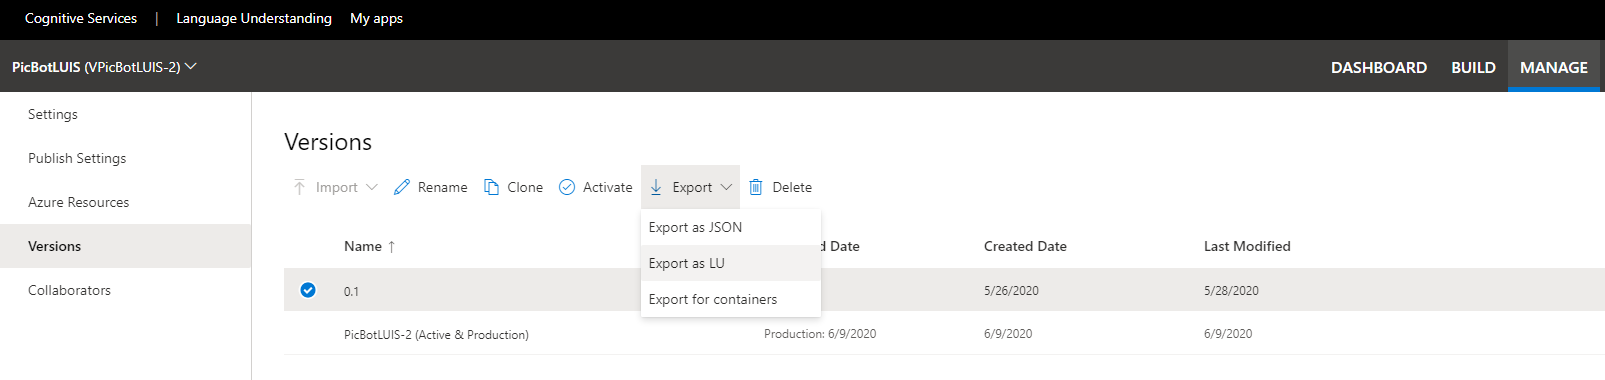 Cognitive Services | Language Understanding My apps
PicBotLUIS (VPicBotLUIS-2) DASHBOARD BUILD MANAGE
Settings
Publish Settings
Azure Resources
Versions
Collaborators
Versions
Import Rename Clone Activate Export Delete
Export as JSON
Export as LU
Export for containers
Name ↑ d Date Created Date Last Modified
0.1 5/26/2020 5/28/2020
PicBotLUIS-2 (Active & Production) Production: 6/9/2020 6/9/2020 6/9/2020